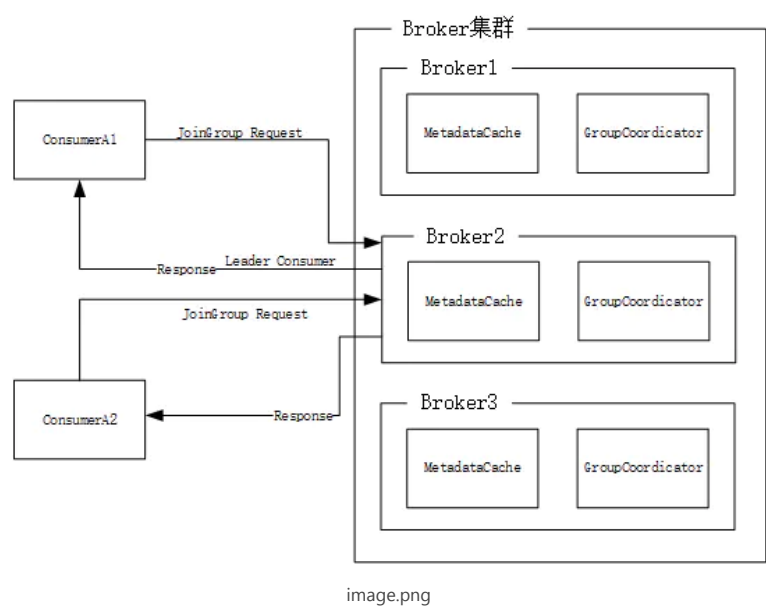 Broker集群
Broker1
ConsumerA1
JoinGroup Request
MetadataCache
GroupCoordicator
Broker2
Leader Consumer
Response
MetadataCache
GroupCoordicator
JoinGroup Request
Broker3
ConsumerA2
Response
MetadataCache
GroupCoordicator
image.png